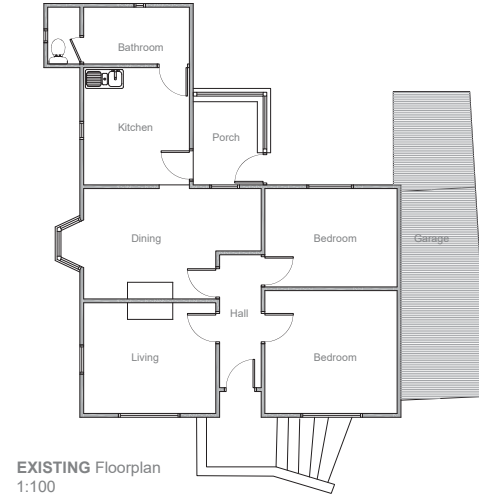 Bathroom
Kitchen
Porch
Dining
Bedroom
Garage
Hall
Living
Bedroom
EXISTING Floorplan
1:100